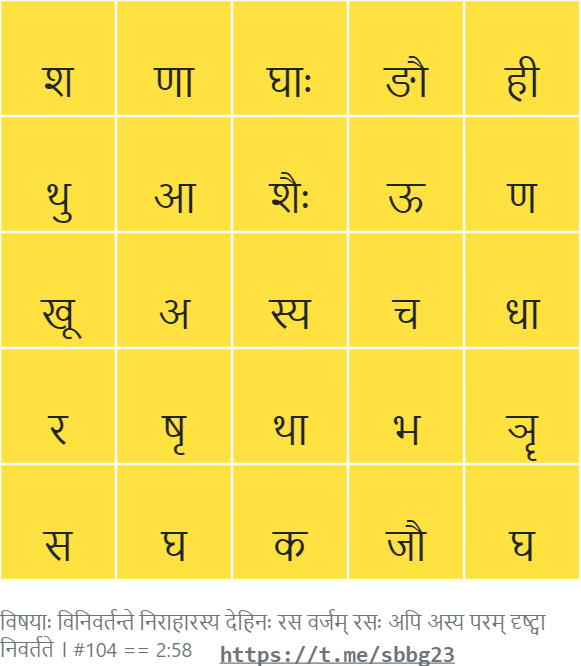 श णा घाः ङौ ही
थु आ शैः ऊ ण
खू अ स्य च धा
र षृ था भ ञॄ
स घ क जौ घ
विषयाः विनिवर्तन्ते निराहारस्य देहिनः रस वर्जम् रसः अपि अस्य परम् दृष्ट्वा
निवर्तते । #104 == 2:58 https://t.me/sbbg23